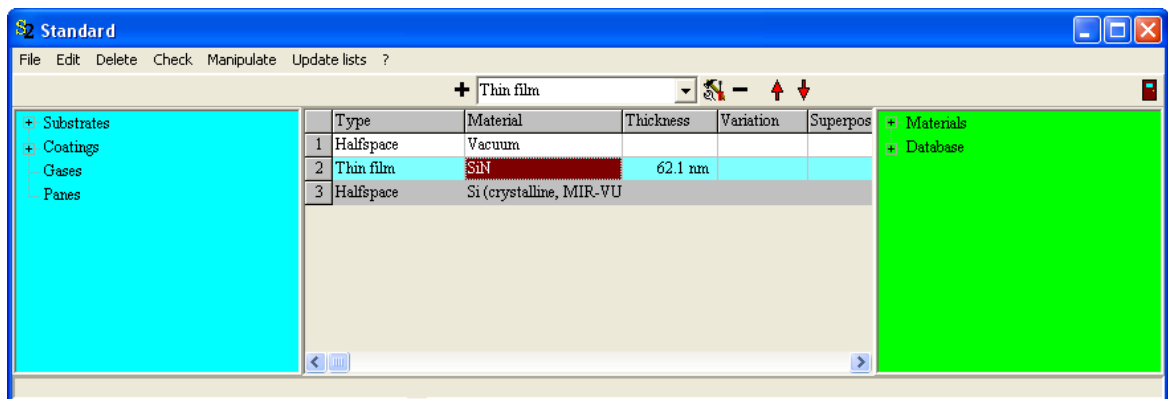 S2 Standard
File Edit Delete Check Manipulate Update lists ?
Thin film
Substrates
Coatings
Gases
Panes
Type Material Thickness Variation Superpos
1 Halfspace Vacuum
2 Thin film SiN 62.1 nm
3 Halfspace Si (crystalline, MIR-VU
Materials
Database